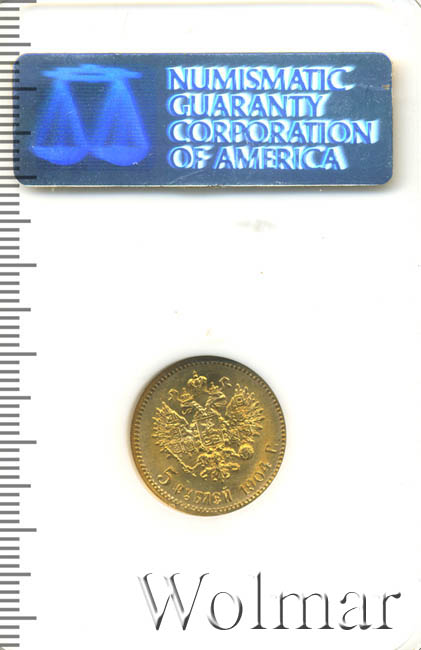 NUMISMATIC
GUARANTY
CORPORATION
OF AMERICA
5 РУБЛЕЙ 1904 Г.
Wolmar